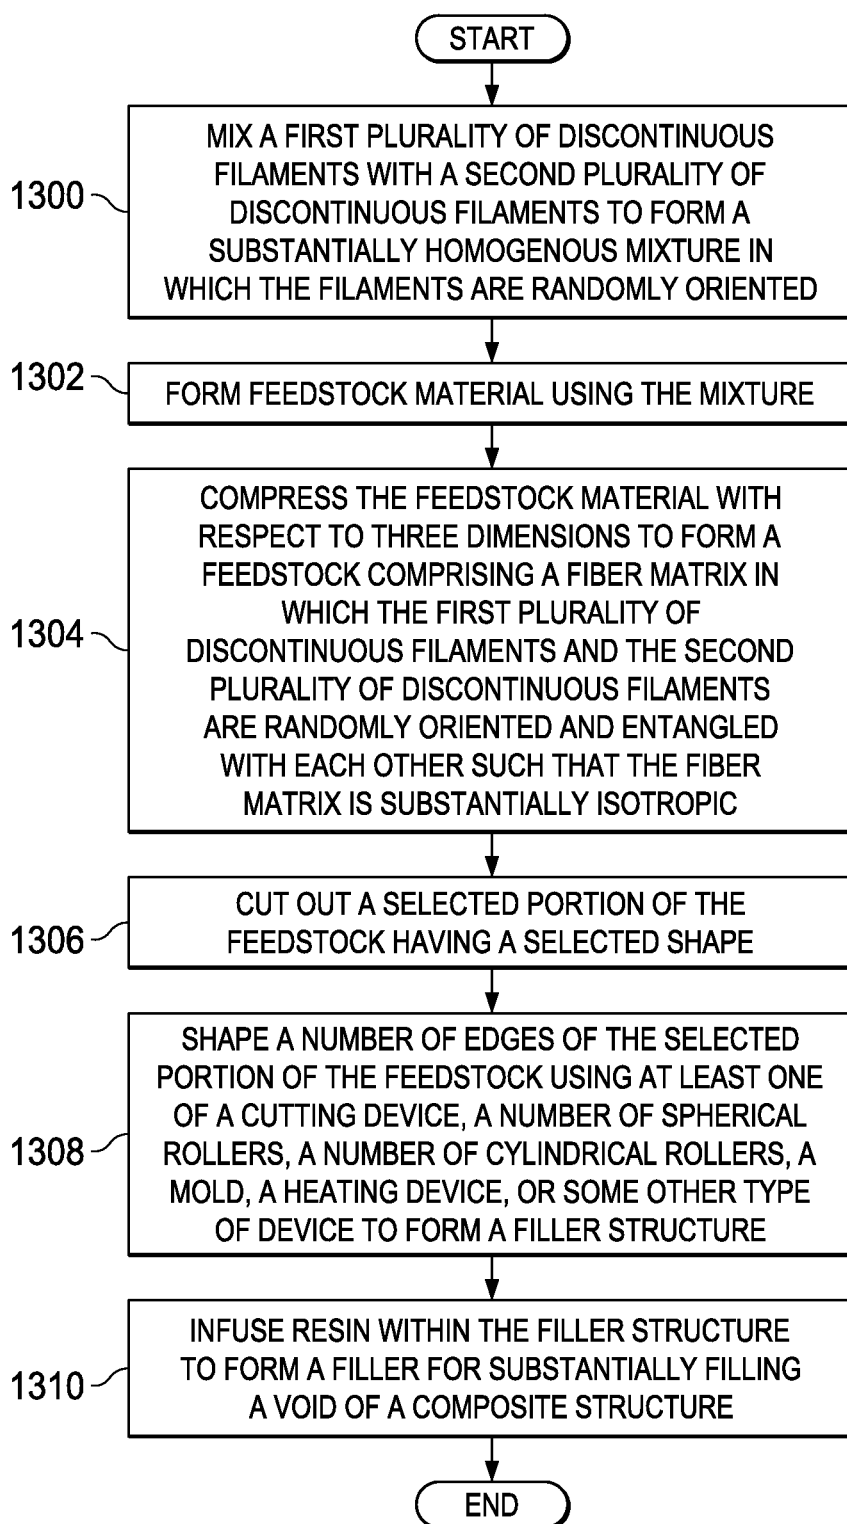 START
MIX A FIRST PLURALITY OF DISCONTINUOUS
FILAMENTS WITH A SECOND PLURALITY OF
DISCONTINUOUS FILAMENTS TO FORM A
SUBSTANTIALLY HOMOGENOUS MIXTURE IN
WHICH THE FILAMENTS ARE RANDOMLY ORIENTED
1300
FORM FEEDSTOCK MATERIAL USING THE MIXTURE
1302
COMPRESS THE FEEDSTOCK MATERIAL WITH
RESPECT TO THREE DIMENSIONS TO FORM A
FEEDSTOCK COMPRISING A FIBER MATRIX IN
WHICH THE FIRST PLURALITY OF
DISCONTINUOUS FILAMENTS AND THE SECOND
PLURALITY OF DISCONTINUOUS FILAMENTS
ARE RANDOMLY ORIENTED AND ENTANGLED
WITH EACH OTHER SUCH THAT THE FIBER
MATRIX IS SUBSTANTIALLY ISOTROPIC
1304
CUT OUT A SELECTED PORTION OF THE
FEEDSTOCK HAVING A SELECTED SHAPE
1306
SHAPE A NUMBER OF EDGES OF THE SELECTED
PORTION OF THE FEEDSTOCK USING AT LEAST ONE
OF A CUTTING DEVICE, A NUMBER OF SPHERICAL
ROLLERS, A NUMBER OF CYLINDRICAL ROLLERS, A
MOLD, A HEATING DEVICE, OR SOME OTHER TYPE
OF DEVICE TO FORM A FILLER STRUCTURE
1308
INFUSE RESIN WITHIN THE FILLER STRUCTURE
TO FORM A FILLER FOR SUBSTANTIALLY FILLING
A VOID OF A COMPOSITE STRUCTURE
1310
END